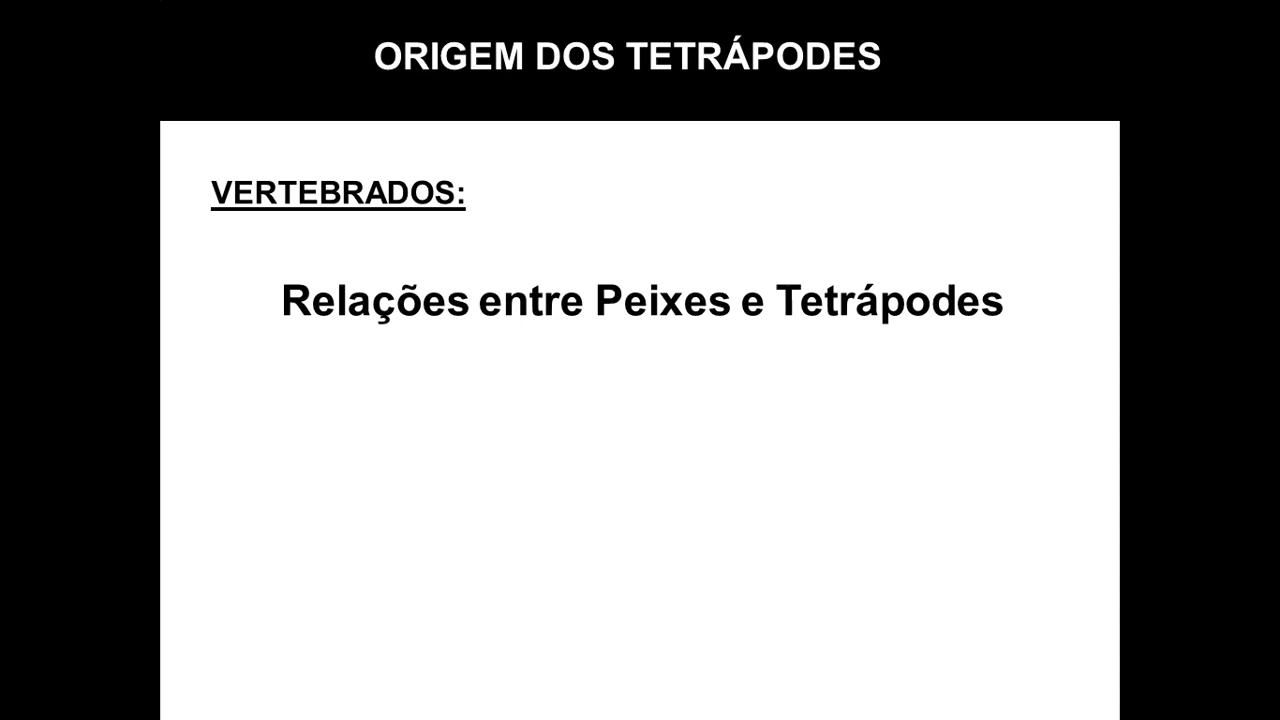 ORIGEM DOS TETRÁPODES
VERTEBRADOS:
Relações entre Peixes e Tetrápodes